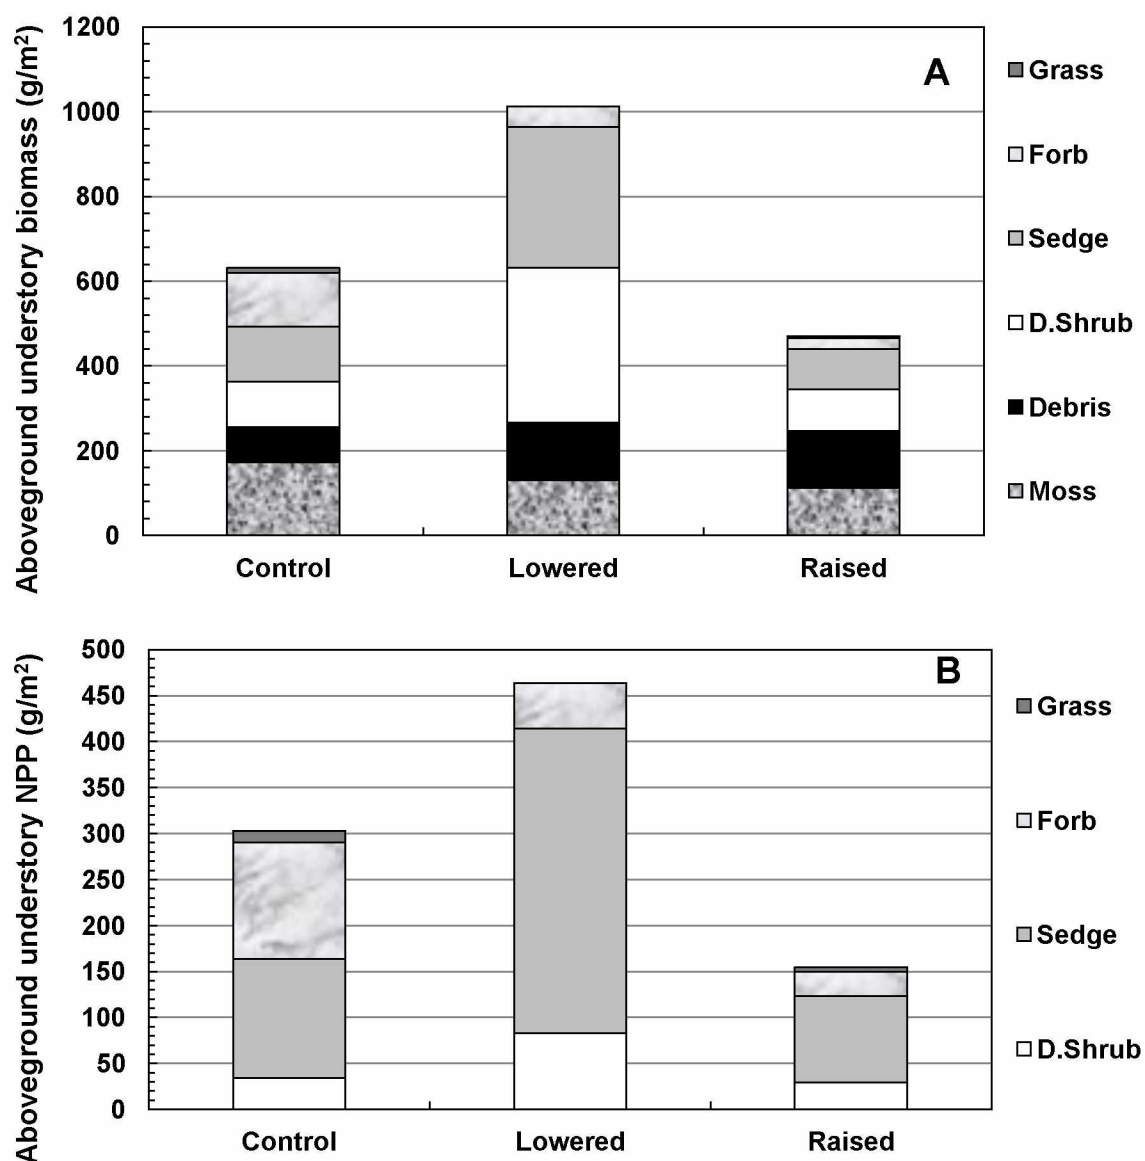 Aboveground understory biomass (g/m²)
1200
1000
800
600
400
200
0
A
Control
Lowered
Raised
Grass
Forb
Sedge
D.Shrub
Debris
Moss
Aboveground understory NPP (g/m²)
500
450
400
350
300
250
200
150
100
50
0
B
Control
Lowered
Raised
Grass
Forb
Sedge
D.Shrub